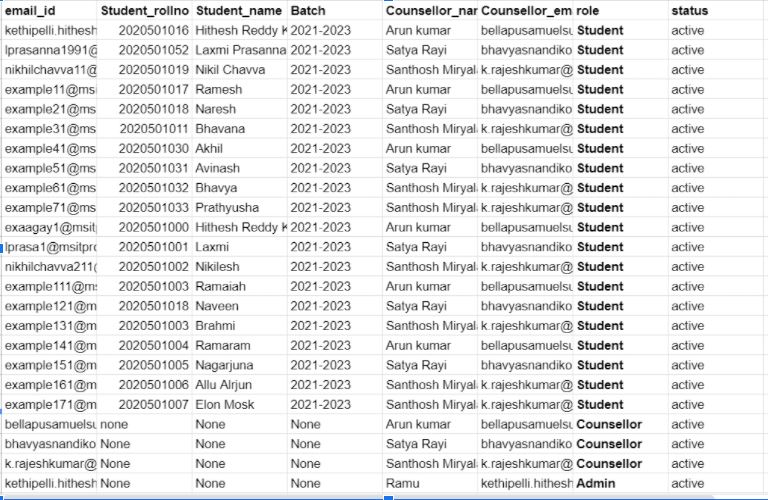 email_id Student_rollno Student_name Batch Counsellor_nar Counsellor_em role status
kethipelli.hithesh 2020501016 Hithesh Reddy K 2021-2023 Arun kumar bellapusamuelsu Student active
lprasanna1991@ 2020501052 Laxmi Prasanna 2021-2023 Satya Rayi bhavyasnandiko Student active
nikhilchavva11@ 2020501019 Nikil Chavva 2021-2023 Santhosh Miryal k.rajeshkumar@ Student active
example11@msi 2020501017 Ramesh 2021-2023 Arun kumar bellapusamuelsu Student active
example21@msi 2020501018 Naresh 2021-2023 Satya Rayi bhavyasnandiko Student active
example31@ms 2020501011 Bhavana 2021-2023 Santhosh Miryal k.rajeshkumar@ Student active
example41@ms 2020501030 Akhil 2021-2023 Arun kumar bellapusamuelsu Student active
example51@ms 2020501031 Avinash 2021-2023 Satya Rayi bhavyasnandiko Student active
example61@ms 2020501032 Bhavya 2021-2023 Santhosh Miryal k.rajeshkumar@ Student active
example71@ms 2020501033 Prathyusha 2021-2023 Santhosh Miryal k.rajeshkumar@ Student active
exaagay1@msitp 2020501000 Hithesh Reddy K 2021-2023 Arun kumar bellapusamuelsu Student active
lprasa1@msitpro 2020501001 Laxmi 2021-2023 Satya Rayi bhavyasnandiko Student active
nikhilchavva211@ 2020501002 Nikilesh 2021-2023 Santhosh Miryal k.rajeshkumar@ Student active
example111@ms 2020501003 Ramaiah 2021-2023 Arun kumar bellapusamuelsu Student active
example121@m 2020501018 Naveen 2021-2023 Satya Rayi bhavyasnandiko Student active
example131@m 2020501003 Brahmi 2021-2023 Santhosh Miryal k.rajeshkumar@ Student active
example141@m 2020501004 Ramaram 2021-2023 Arun kumar bellapusamuelsu Student active
example151@m 2020501005 Nagarjuna 2021-2023 Satya Rayi bhavyasnandiko Student active
example161@m 2020501006 Allu Alrjun 2021-2023 Santhosh Miryal k.rajeshkumar@ Student active
example171@m 2020501007 Elon Mosk 2021-2023 Santhosh Miryal k.rajeshkumar@ Student active
bellapusamuelsu none None None Arun kumar bellapusamuelsu Counsellor active
bhavyasnandiko None None None Satya Rayi bhavyasnandiko Counsellor active
k.rajeshkumar@ None None None Santhosh Miryal k.rajeshkumar@ Counsellor active
kethipelli.hithesh None None None Ramu kethipelli.hithesh Admin active